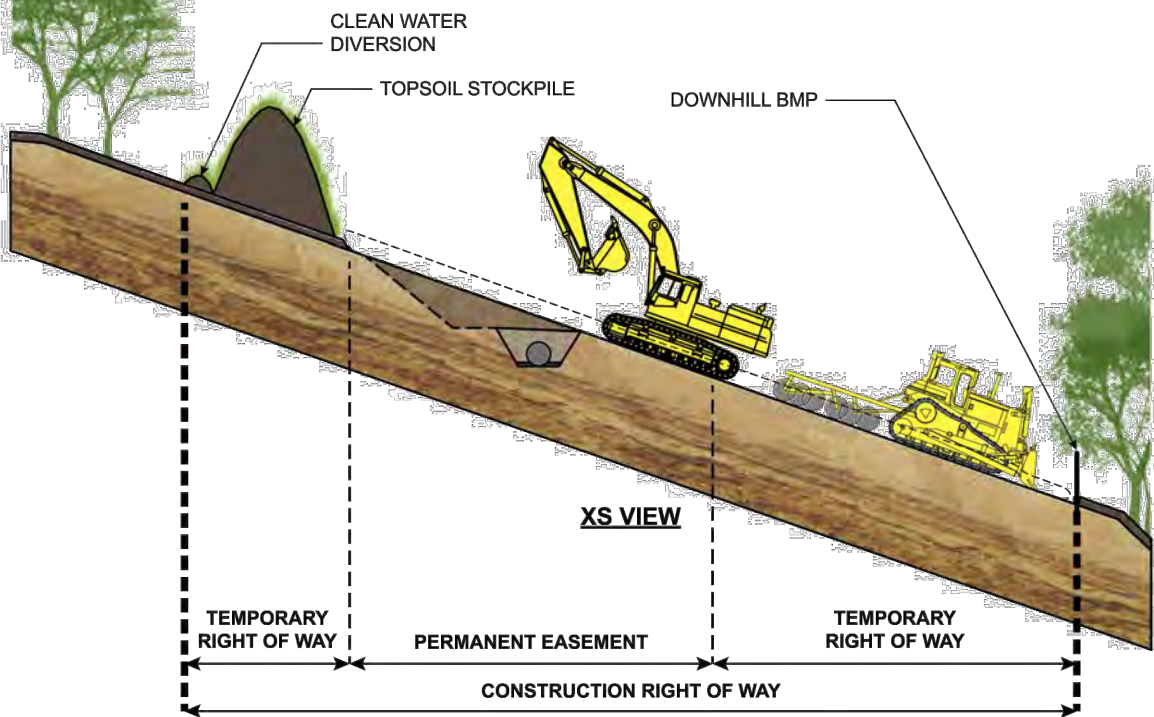 CLEAN WATER
DIVERSION
TOPSOIL STOCKPILE
DOWNHILL BMP
XS VIEW
TEMPORARY
RIGHT OF WAY
PERMANENT EASEMENT
TEMPORARY
RIGHT OF WAY
CONSTRUCTION RIGHT OF WAY